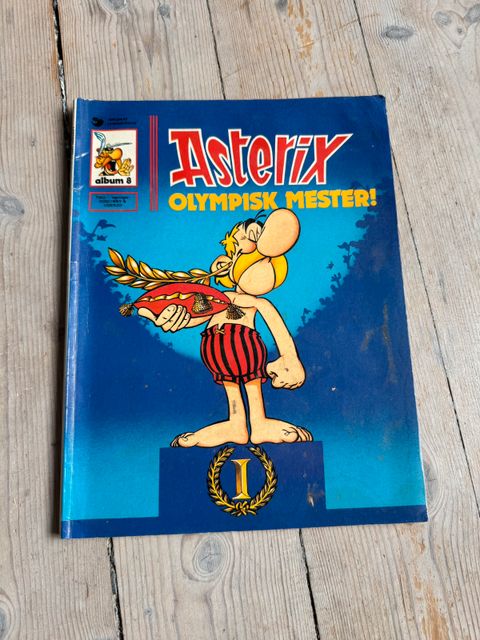 album 8
Asterix
OLYMPISK MESTER!
I